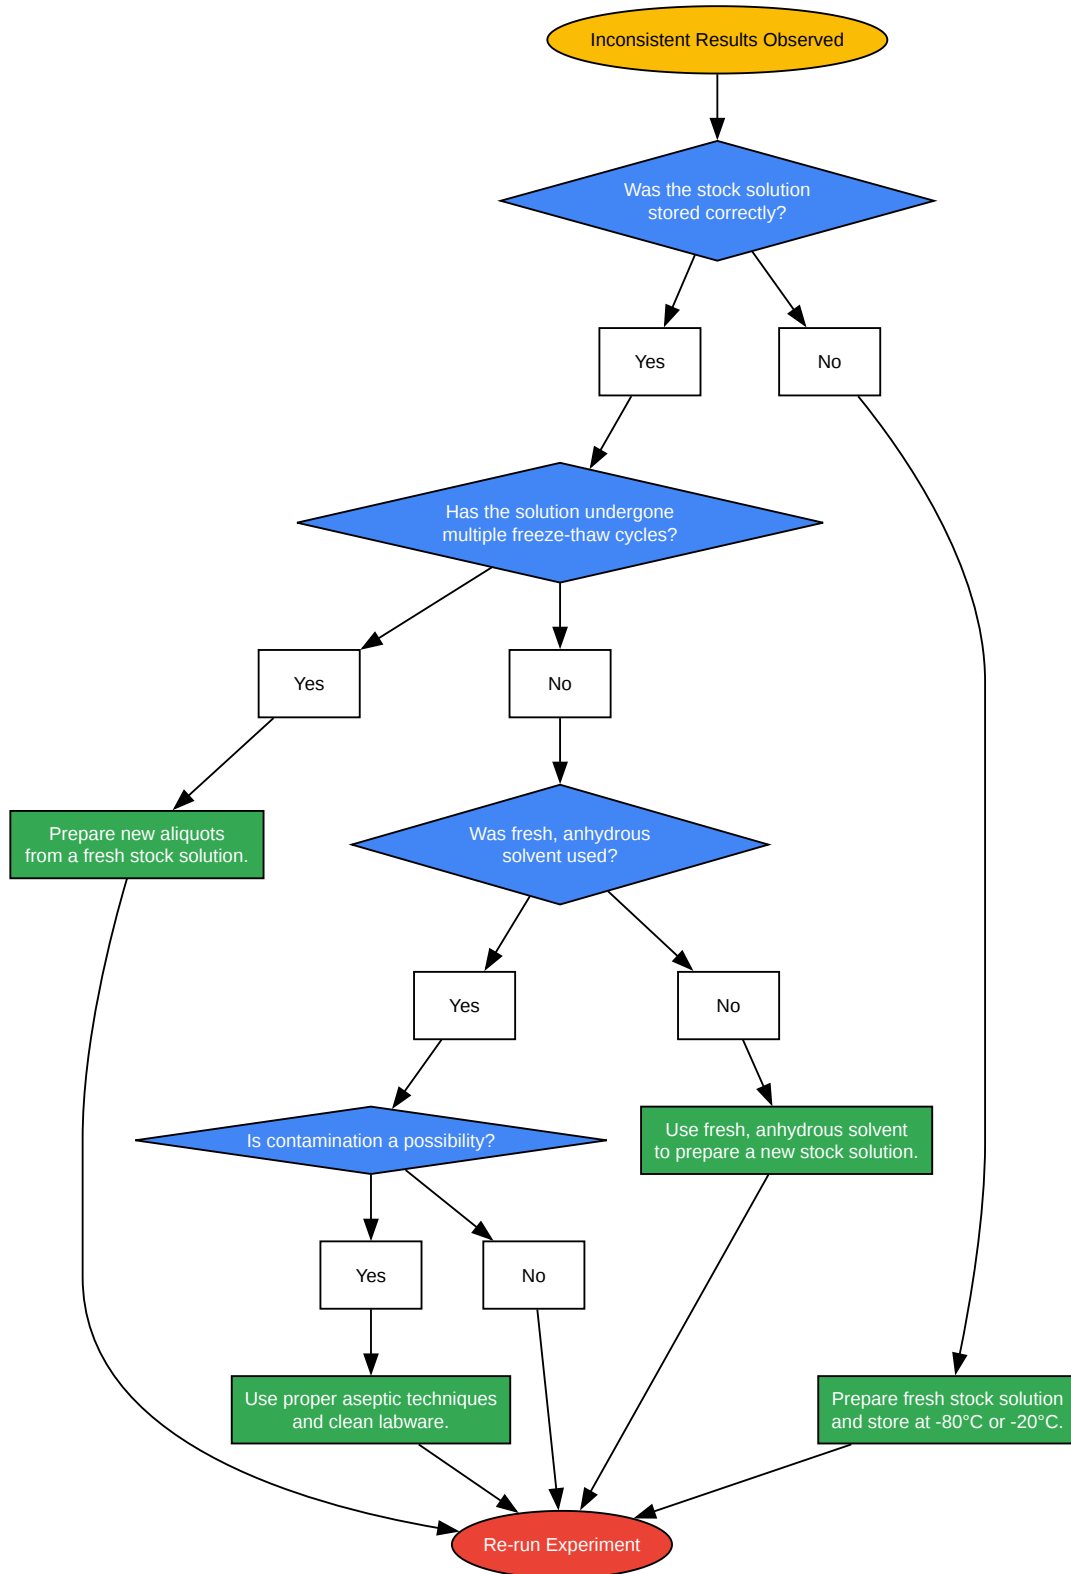 Inconsistent Results Observed
Was the stock solution
stored correctly?
Yes
No
Has the solution undergone
multiple freeze-thaw cycles?
Yes
No
Prepare new aliquots
from a fresh stock solution.
Was fresh, anhydrous
solvent used?
Yes
No
Is contamination a possibility?
Use fresh, anhydrous solvent
to prepare a new stock solution.
Yes
No
Use proper aseptic techniques
and clean labware.
Prepare fresh stock solution
and store at -80°C or -20°C.
Re-run Experiment